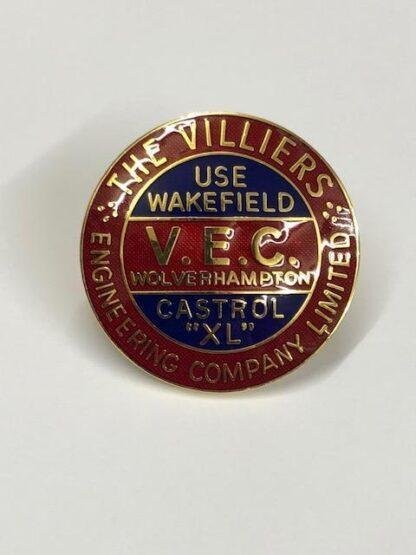 THE VILLIERS
ENGINEERING COMPANY LIMITED
USE
WAKEFIELD
V.E.C.
WOLVERHAMPTON
CASTROL
"XL"